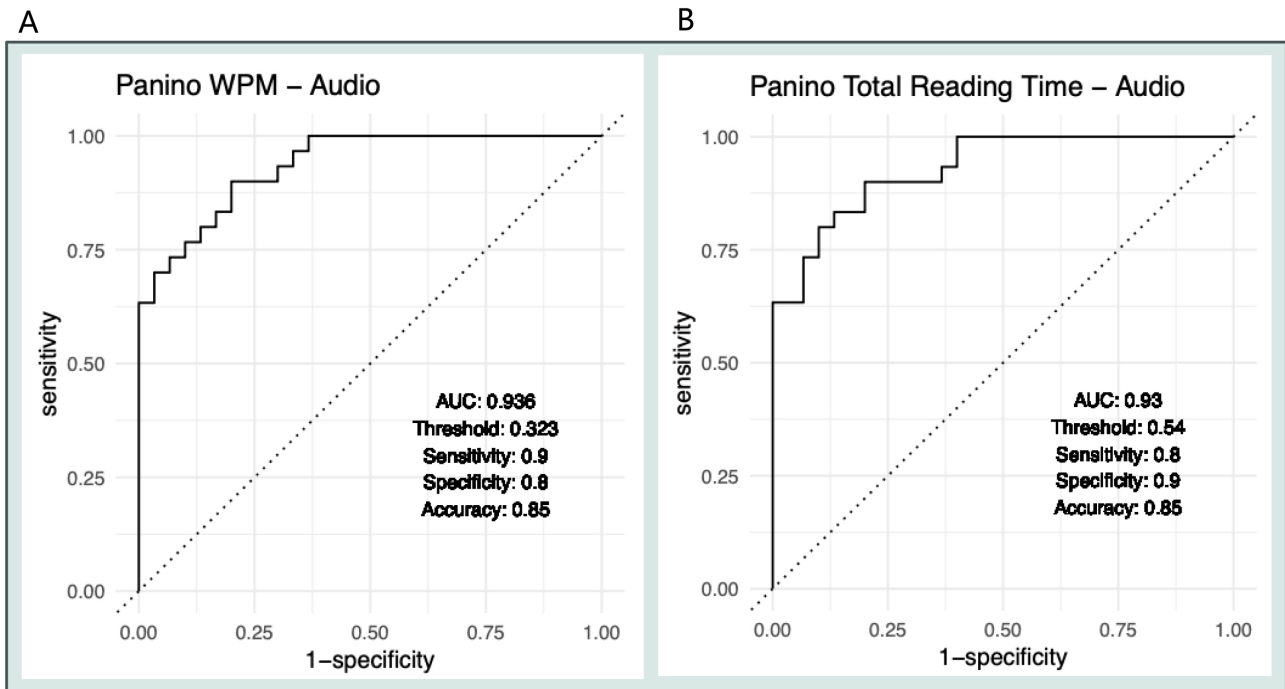 A
B
Panino WPM – Audio
1.00
0.75
0.50
0.25
0.00
sensitivity
AUC: 0.936
Threshold: 0.323
Sensitivity: 0.9
Specificity: 0.8
Accuracy: 0.85
0.00 0.25 0.50 0.75 1.00
1−specificity
Panino Total Reading Time – Audio
1.00
0.75
0.50
0.25
0.00
sensitivity
AUC: 0.93
Threshold: 0.54
Sensitivity: 0.8
Specificity: 0.9
Accuracy: 0.85
0.00 0.25 0.50 0.75 1.00
1−specificity